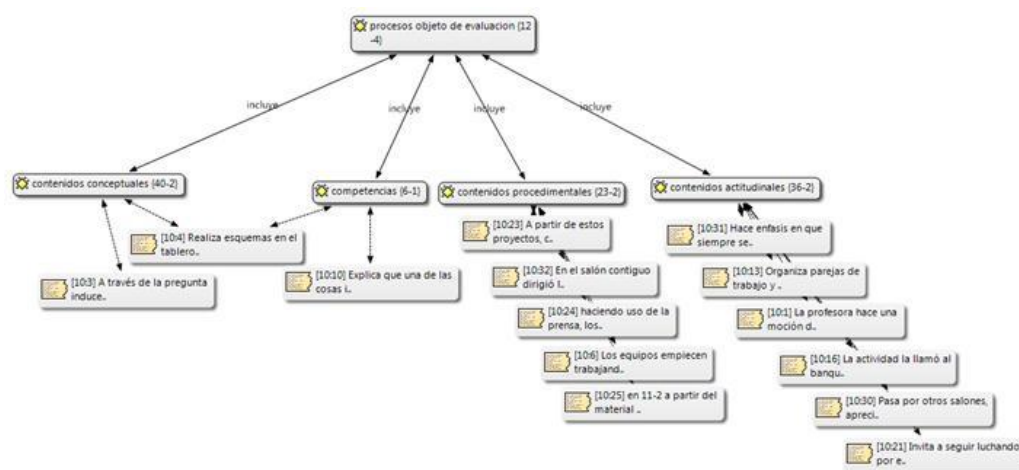 procesos objeto de evaluacion {12
-4}
incluye
incluye
incluye
incluye
contenidos conceptuales {40-2}
competencias {6-1}
contenidos procedimentales {23-2}
contenidos actitudinales {36-2}
[10:4] Realiza esquemas en el
tablero..
[10:3] A través de la pregunta
induce..
[10:10] Explica que una de las
cosas i..
[10:23] A partir de estos
proyectos, c..
[10:32] En el salón contiguo
dirigió l..
[10:24] haciendo uso de la
prensa, los..
[10:6] Los equipos empiecen
trabajand..
[10:25] en 11-2 a partir del
material ..
[10:31] Hace enfasis en que
siempre se..
[10:13] Organiza parejas de
trabajo y ..
[10:1] La profesora hace una
moción d..
[10:16] La actividad la llamó al
banqu..
[10:30] Pasa por otros salones,
apreci..
[10:21] Invita a seguir luchando
por e..